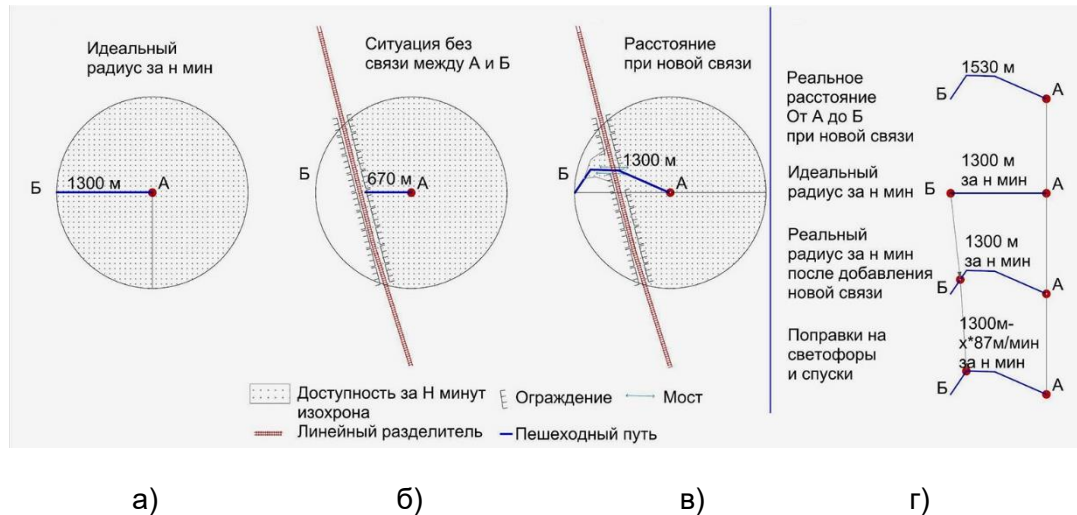 Идеальный
радиус за н мин
Б
1300 м
А
Ситуация без
связи между А и Б
Б
670 м
А
Расстояние
при новой связи
Б
1300 м
А
Реальное
расстояние
От А до Б
при новой связи
1530 м
Б
А
Идеальный
радиус за н мин
1300 м
за н мин
Б
А
Реальный
радиус за н мин
после добавления
новой связи
1300 м
за н мин
Б
А
Поправки на
светофоры
и спуски
1300м-
х*87м/мин
за н мин
Б
А
Доступность за Н минут
изохрона
Ограждение
Мост
Линейный разделитель
Пешеходный путь
а)
б)
в)
г)